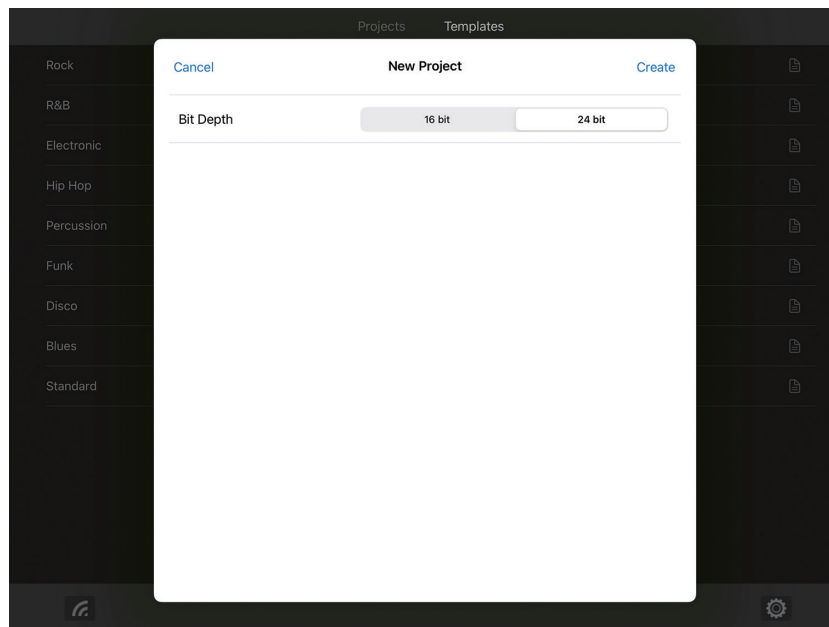 Projects Templates
Cancel New Project Create
Bit Depth 16 bit 24 bit
Rock
R&B
Electronic
Hip Hop
Percussion
Funk
Disco
Blues
Standard